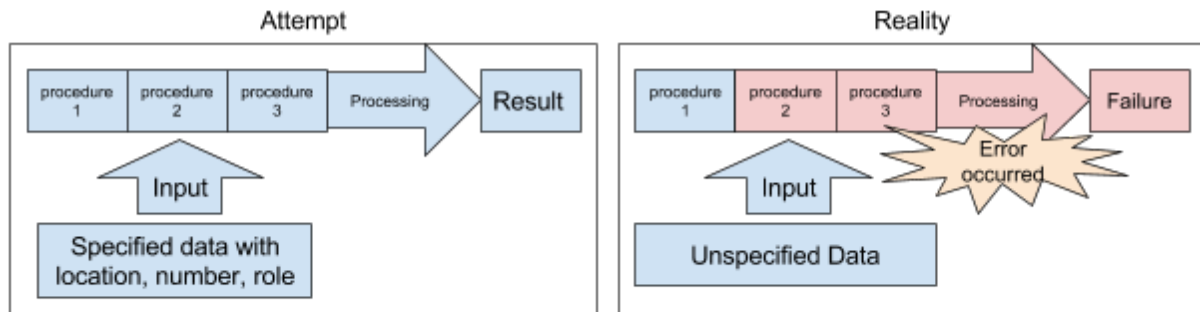 Attempt
procedure
1
procedure
2
procedure
3
Processing
Result
Input
Specified data with
location, number, role
Reality
procedure
1
procedure
2
procedure
3
Processing
Failure
Error
occurred
Input
Unspecified Data